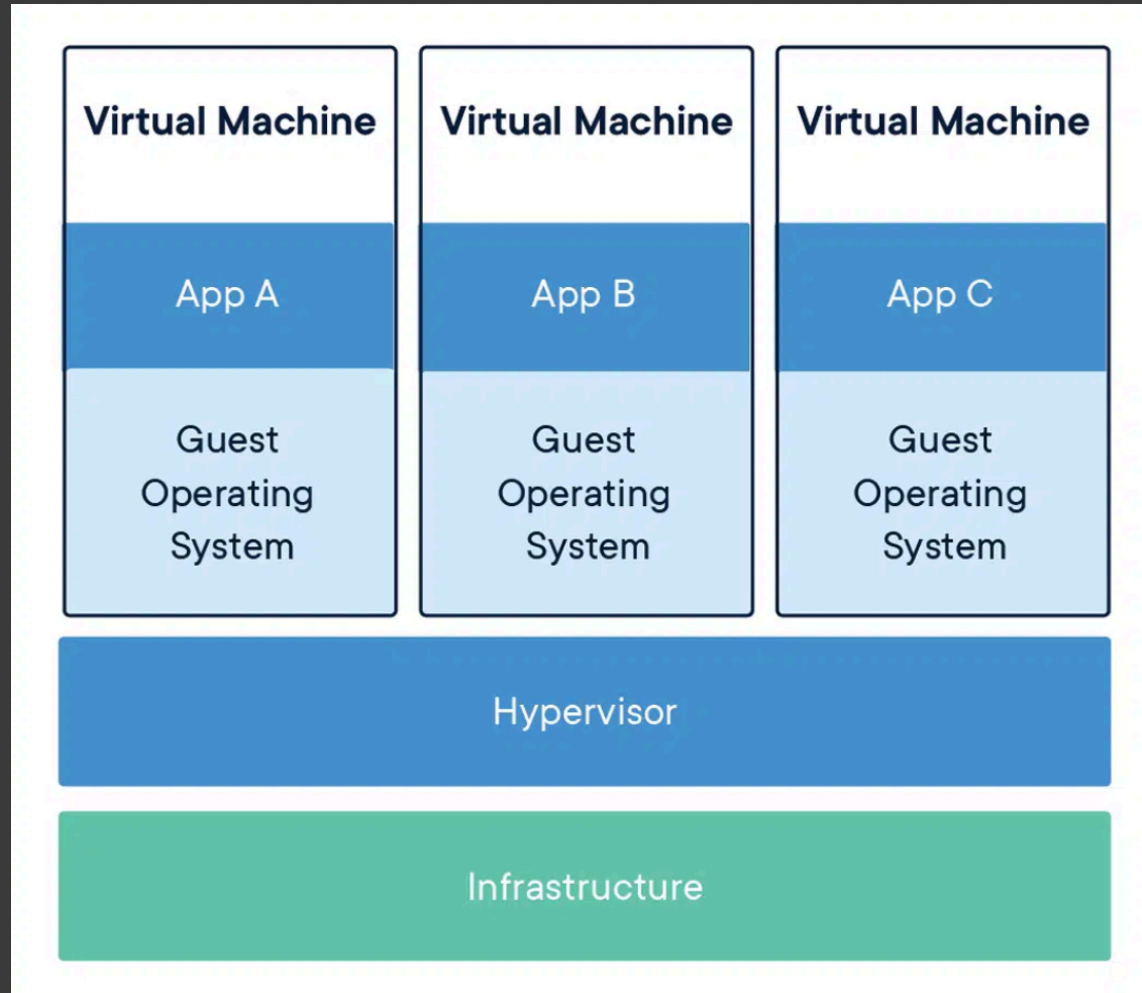 Virtual Machine
Virtual Machine
Virtual Machine
App A
App B
App C
Guest
Operating
System
Guest
Operating
System
Guest
Operating
System
Hypervisor
Infrastructure